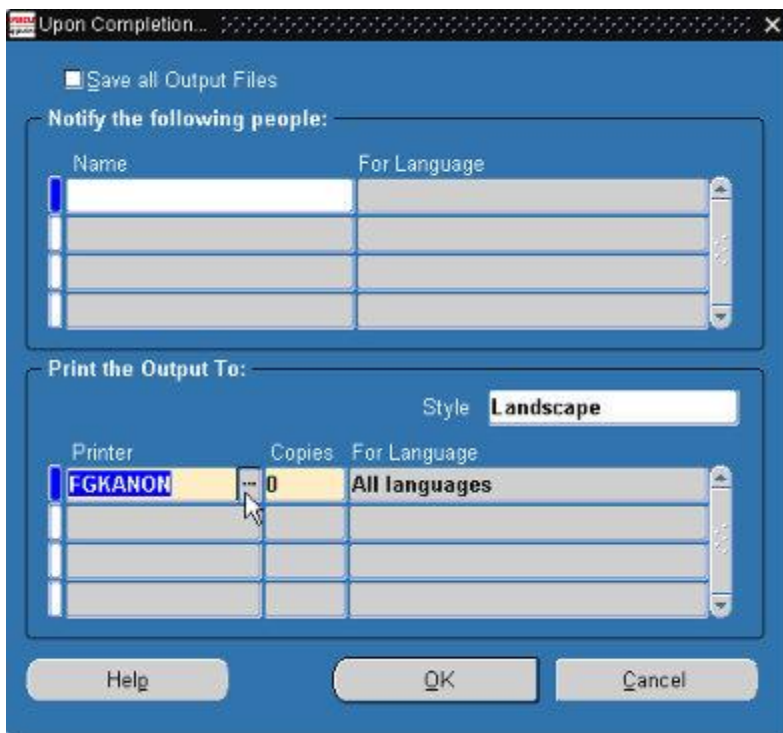 Upon Completion...
Save all Output Files
Notify the following people:
Name For Language
Print the Output To:
Style Landscape
Printer Copies For Language
FGKANON ... 0 All languages
Help OK Cancel